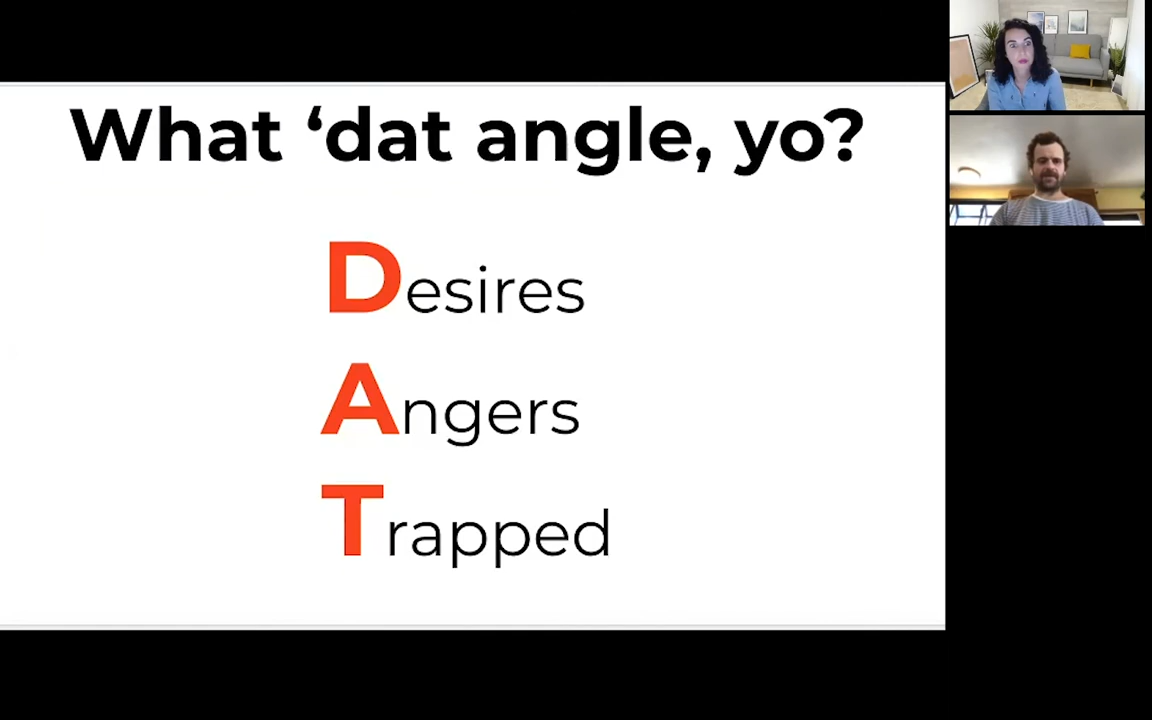 What ‘dat angle, yo?
Desires
Angers
Trapped